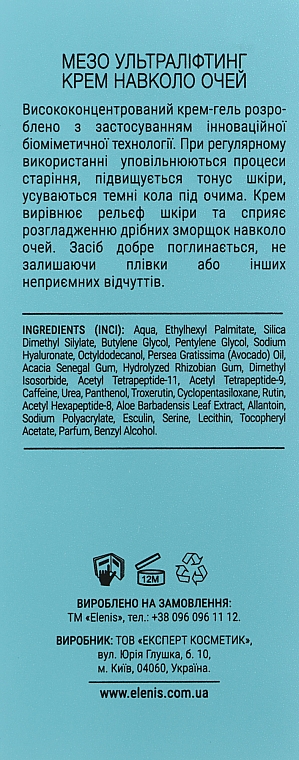 МЕЗО УЛЬТРАЛІФТИНГ
КРЕМ НАВКОЛО ОЧЕЙ
Висококонцентрований крем-гель розро-
блено з застосуванням інноваційної
біоміметичної технології. При регулярному
використанні уповільнюються процеси
старіння, підвищується тонус шкіри,
усуваються темні кола під очима. Крем
вирівнює рельєф шкіри та сприяє
розгладженню дрібних зморщок навколо
очей. Засіб добре поглинається, не
залишаючи плівки або інших
неприємних відчуттів.
INGREDIENTS (INCI): Aqua, Ethylhexyl Palmitate, Silica
Dimethyl Silylate, Butylene Glycol, Pentylene Glycol, Sodium
Hyaluronate, Octyldodecanol, Persea Gratissima (Avocado) Oil,
Acacia Senegal Gum, Hydrolyzed Rhizobian Gum, Dimethyl
Isosorbide, Acetyl Tetrapeptide-11, Acetyl Tetrapeptide-9,
Caffeine, Urea, Panthenol, Troxerutin, Cyclopentasiloxane, Rutin,
Acetyl Hexapeptide-8, Aloe Barbadensis Leaf Extract, Allantoin,
Sodium Polyacrylate, Esculin, Serine, Lecithin, Tocopheryl
Acetate, Parfum, Benzyl Alcohol.
12M
ВИРОБЛЕНО НА ЗАМОВЛЕННЯ:
ТМ «Elenis», тел.: +38 096 096 11 12.
ВИРОБНИК: ТОВ «ЕКСПЕРТ КОСМЕТИК»,
вул. Юрія Глушка, б. 10,
м. Київ, 04060, Україна.
www.elenis.com.ua